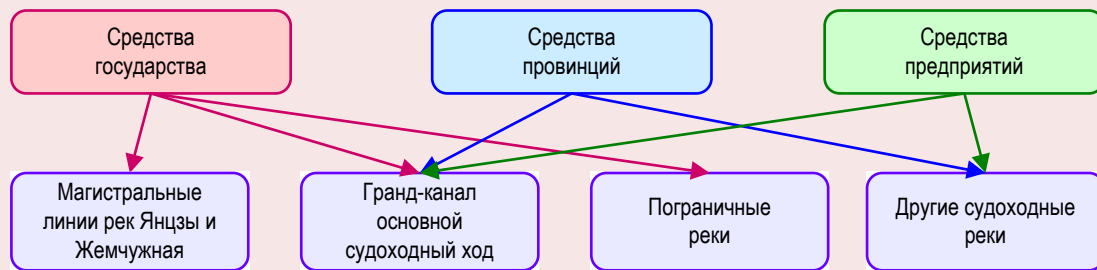 Средства
государства
Средства
провинций
Средства
предприятий
Магистральные
линии рек Янцзы и
Жемчужная
Гранд-канал
основной
судоходный ход
Пограничные
реки
Другие судоходные
реки